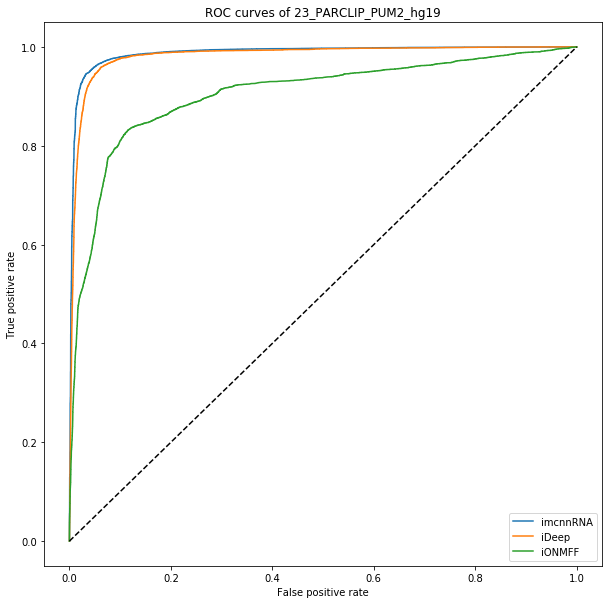 ROC curves of 23_PARCLIP_PUM2_hg19
True positive rate
1.0
0.8
0.6
0.4
0.2
0.0
0.0 0.2 0.4 0.6 0.8 1.0
False positive rate
imcnnRNA
iDeep
iONMFF